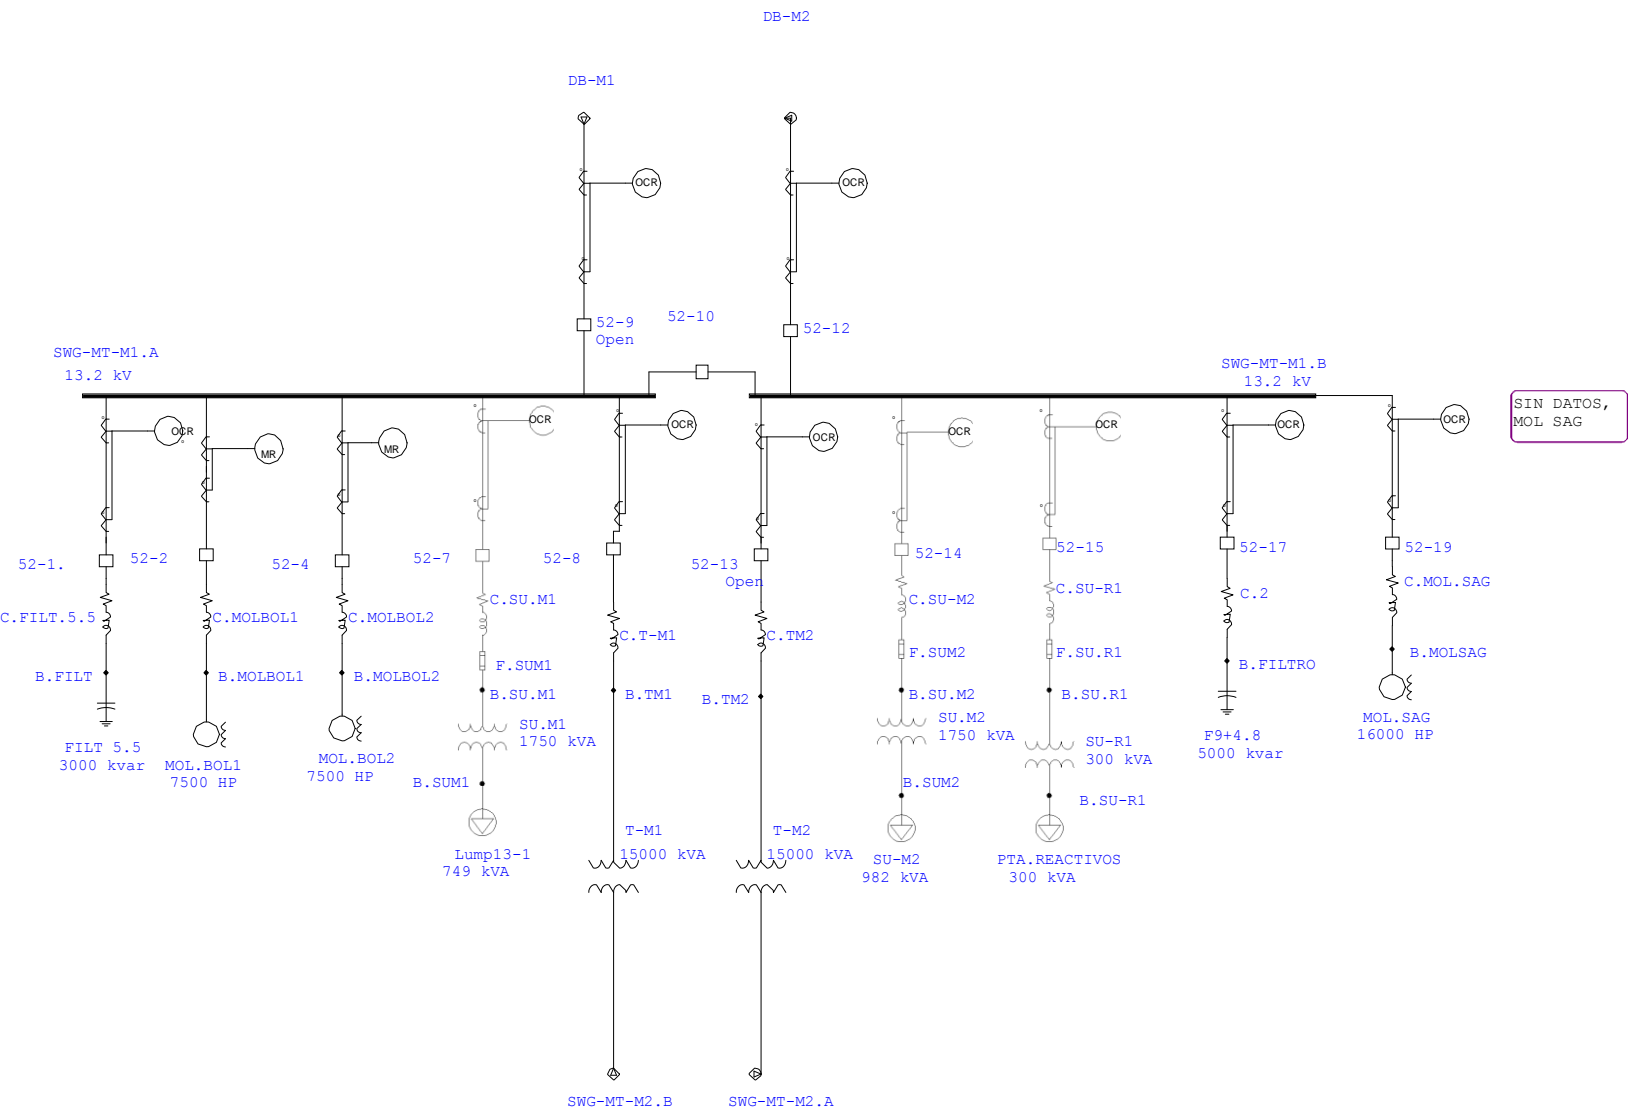 DB-M2
DB-M1
OCR
OCR
52-9
Open
52-10
52-12
SWG-MT-M1.A
13.2 kV
SWG-MT-M1.B
13.2 kV
SIN DATOS,
MOL SAG
OCR
MR
MR
OCR
OCR
OCR
OCR
OCR
OCR
OCR
52-1.
52-2
52-4
52-7
52-8
52-13
Open
52-14
52-15
52-17
52-19
C.FILT.5.5
C.MOLBOL1
C.MOLBOL2
C.SU.M1
C.T-M1
C.TM2
C.SU-M2
C.SU-R1
C.2
C.MOL.SAG
F.SUM1
F.SUM2
F.SU.R1
B.FILT
B.MOLBOL1
B.MOLBOL2
B.SU.M1
B.TM1
B.TM2
B.SU.M2
B.SU.R1
B.FILTRO
B.MOLSAG
FILT 5.5
3000 kvar
MOL.BOL1
7500 HP
MOL.BOL2
7500 HP
SU.M1
1750 kVA
SU.M2
1750 kVA
SU-R1
300 kVA
F9+4.8
5000 kvar
MOL.SAG
16000 HP
B.SUM1
B.SUM2
B.SU-R1
Lump13-1
749 kVA
T-M1
15000 kVA
T-M2
15000 kVA
SU-M2
982 kVA
PTA.REACTIVOS
300 kVA
SWG-MT-M2.B
SWG-MT-M2.A